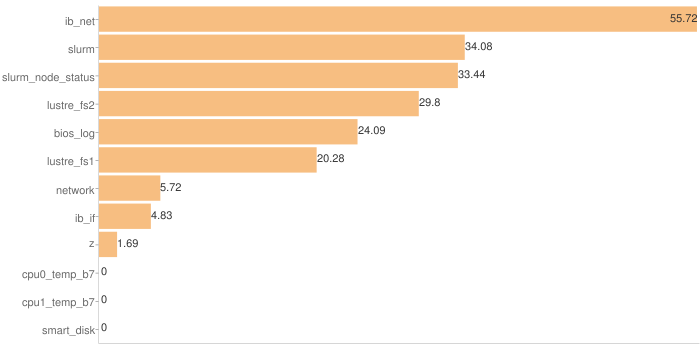 ib_net 55.72
slurm 34.08
slurm_node_status 33.44
lustre_fs2 29.8
bios_log 24.09
lustre_fs1 20.28
network 5.72
ib_if 4.83
z 1.69
cpu0_temp_b7 0
cpu1_temp_b7 0
smart_disk 0